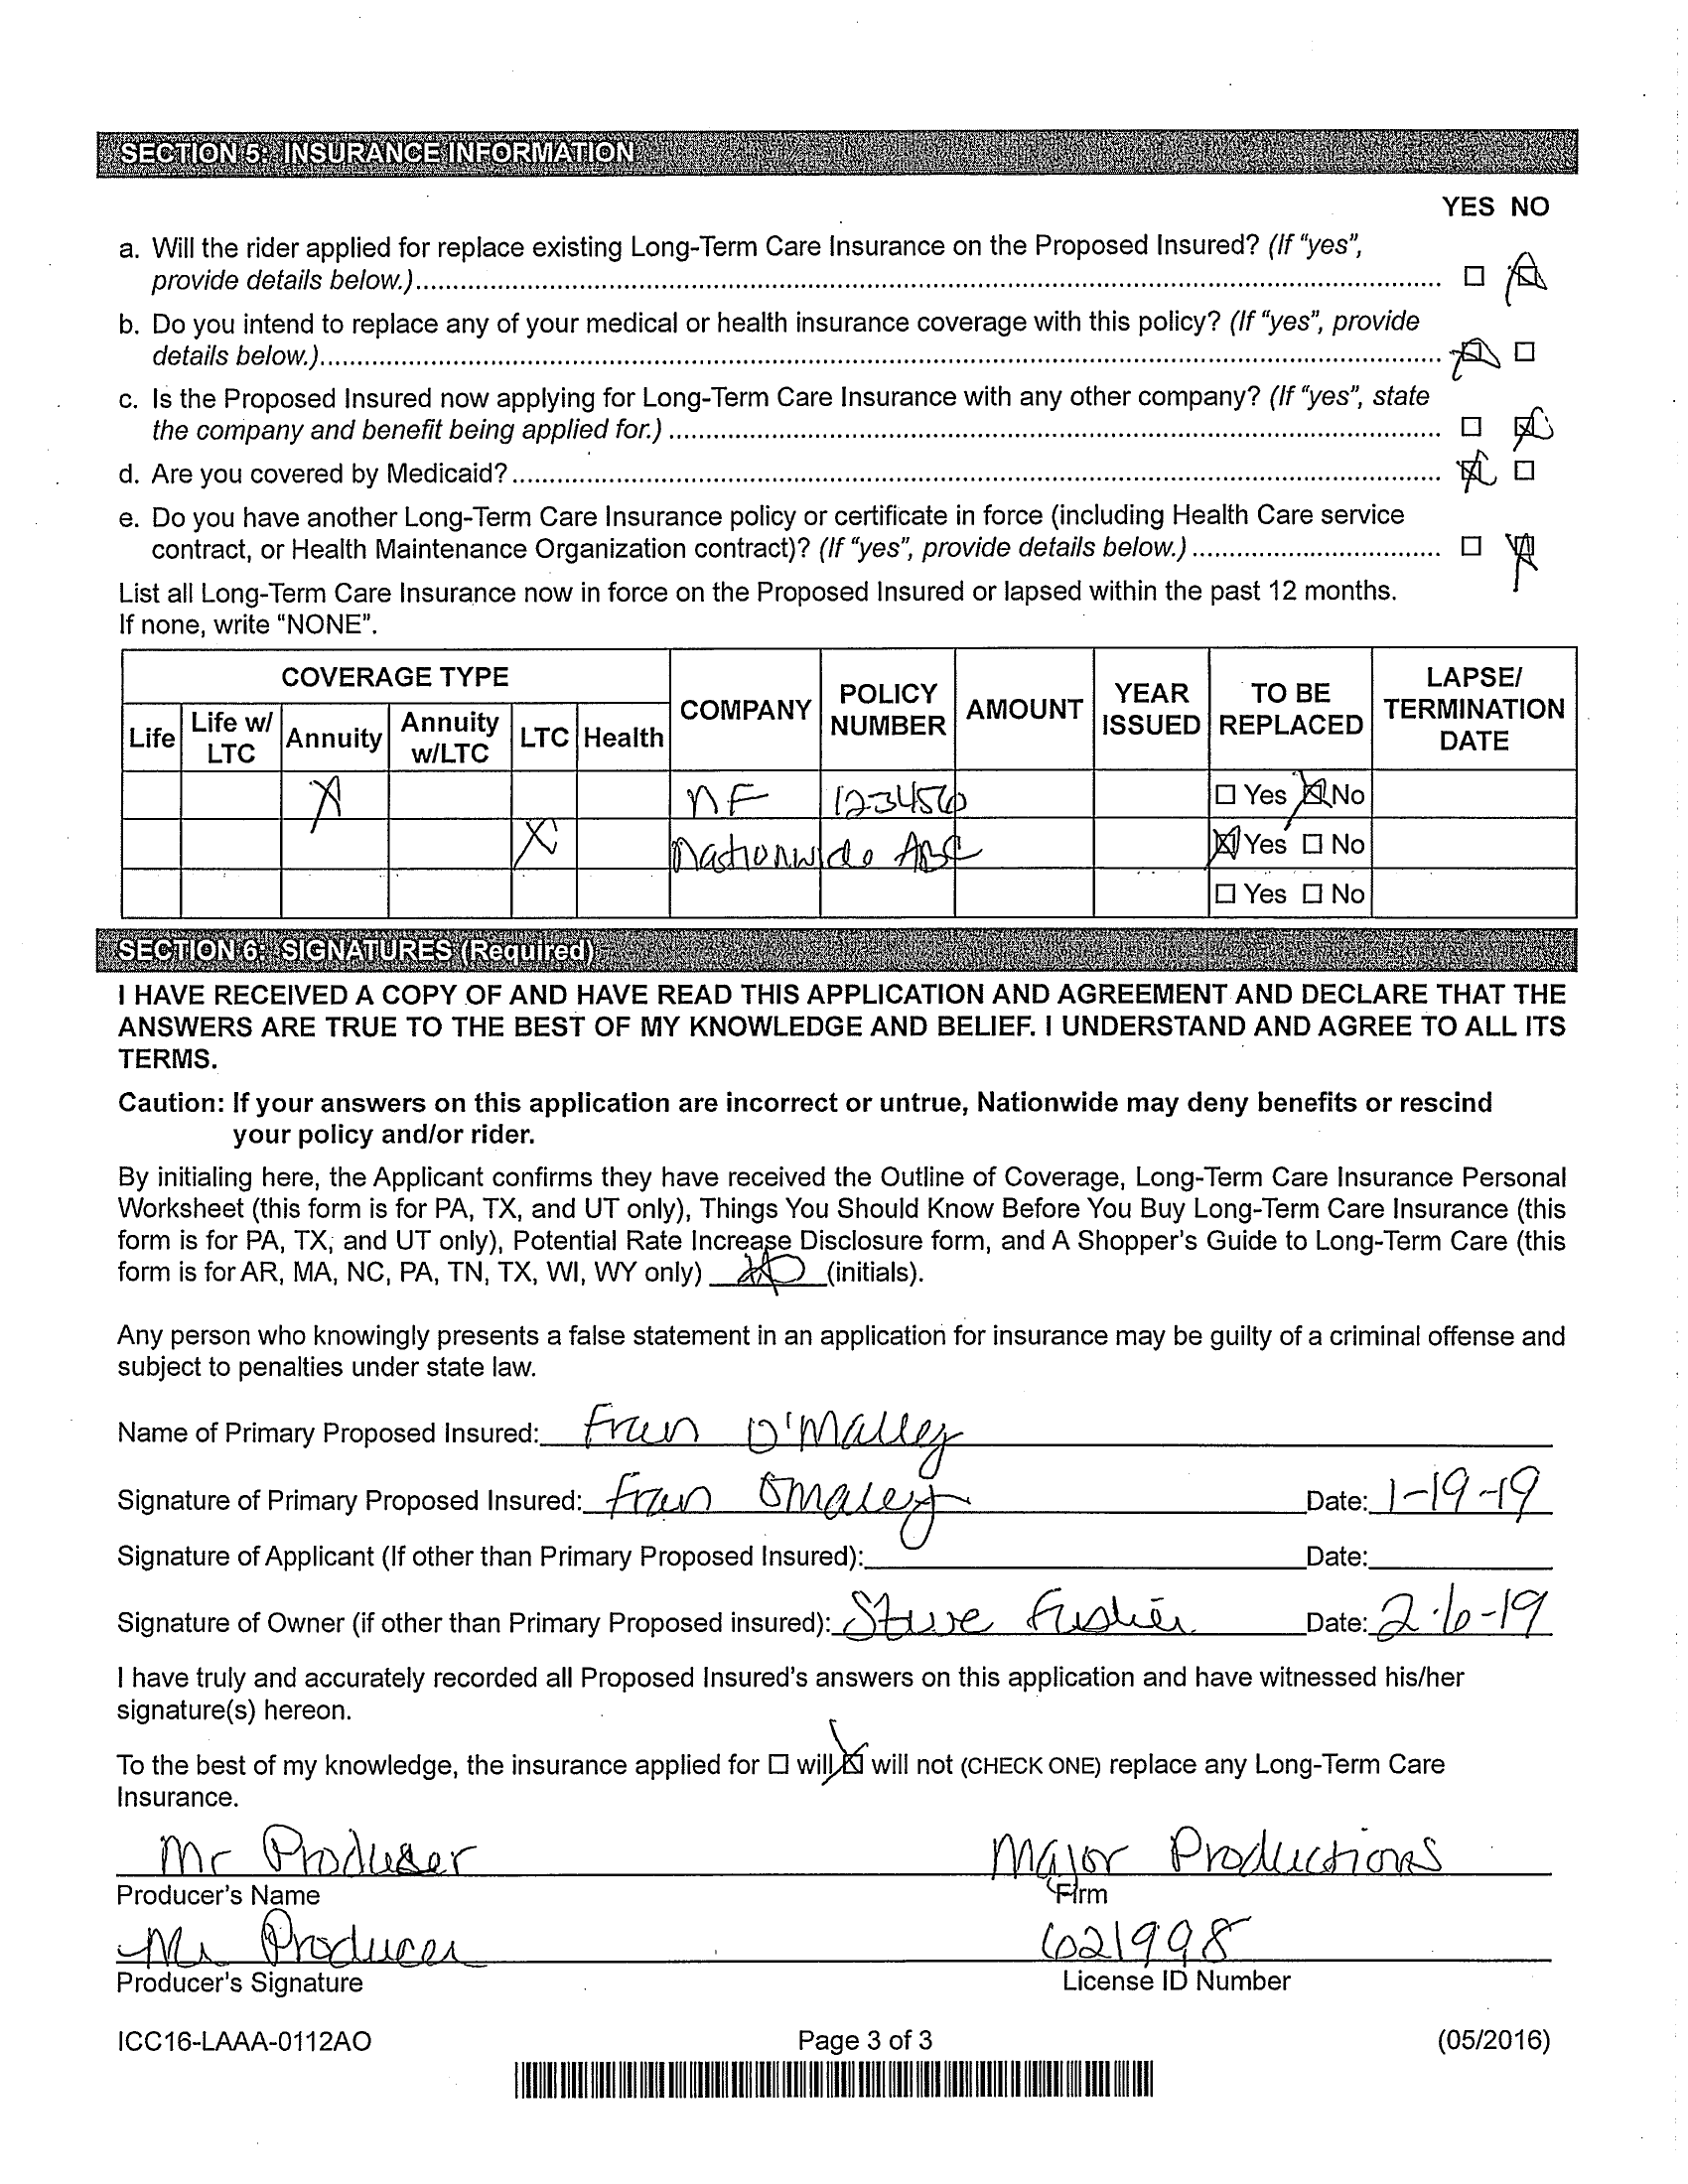 SECTION 5: INSURANCE INFORMATION
YES NO
a. Will the rider applied for replace existing Long-Term Care Insurance on the Proposed Insured? (If "yes",
provide details below.) ☐ ☒
b. Do you intend to replace any of your medical or health insurance coverage with this policy? (If "yes", provide
details below.) ☒ ☐
c. Is the Proposed Insured now applying for Long-Term Care Insurance with any other company? (If "yes", state
the company and benefit being applied for.) ☐ ☒
d. Are you covered by Medicaid? ☒ ☐
e. Do you have another Long-Term Care Insurance policy or certificate in force (including Health Care service
contract, or Health Maintenance Organization contract)? (If "yes", provide details below.) ☐ ☒
List all Long-Term Care Insurance now in force on the Proposed Insured or lapsed within the past 12 months.
If none, write "NONE".
COVERAGE TYPE COMPANY POLICY NUMBER AMOUNT YEAR ISSUED TO BE REPLACED LAPSE/ TERMINATION DATE
Life Life w/ LTC Annuity Annuity w/LTC LTC Health
X NF 123456 ☐ Yes ☒ No
X Nationwide ABC ☒ Yes ☐ No
☐ Yes ☐ No
SECTION 6: SIGNATURES (Required)
I HAVE RECEIVED A COPY OF AND HAVE READ THIS APPLICATION AND AGREEMENT AND DECLARE THAT THE
ANSWERS ARE TRUE TO THE BEST OF MY KNOWLEDGE AND BELIEF. I UNDERSTAND AND AGREE TO ALL ITS
TERMS.
Caution: If your answers on this application are incorrect or untrue, Nationwide may deny benefits or rescind
your policy and/or rider.
By initialing here, the Applicant confirms they have received the Outline of Coverage, Long-Term Care Insurance Personal
Worksheet (this form is for PA, TX, and UT only), Things You Should Know Before You Buy Long-Term Care Insurance (this
form is for PA, TX, and UT only), Potential Rate Increase Disclosure form, and A Shopper's Guide to Long-Term Care (this
form is for AR, MA, NC, PA, TN, TX, WI, WY only) (initials).
Any person who knowingly presents a false statement in an application for insurance may be guilty of a criminal offense and
subject to penalties under state law.
Name of Primary Proposed Insured: Fran O'Malley
Signature of Primary Proposed Insured: Fran Omaley Date: 1-19-19
Signature of Applicant (If other than Primary Proposed Insured): Date:
Signature of Owner (if other than Primary Proposed insured): Steve Date: 2-6-19
I have truly and accurately recorded all Proposed Insured's answers on this application and have witnessed his/her
signature(s) hereon.
To the best of my knowledge, the insurance applied for ☐ will ☒ will not (CHECK ONE) replace any Long-Term Care
Insurance.
Mr Produser Major Productions
Producer's Name Firm
Mr Producer 621998
Producer's Signature License ID Number
ICC16-LAAA-0112AO Page 3 of 3 (05/2016)